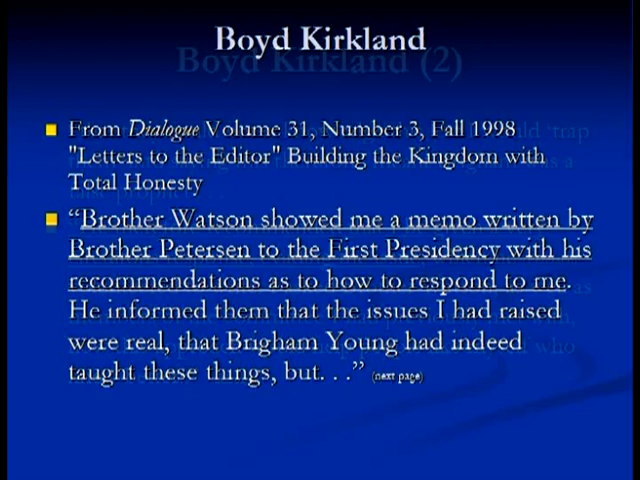 Boyd Kirkland
Boyd Kirkland (2)
From Dialogue Volume 31, Number 3, Fall 1998
"Letters to the Editor" Building the Kingdom with
Total Honesty
“Brother Watson showed me a memo written by
Brother Petersen to the First Presidency with his
recommendations as to how to respond to me.
He informed them that the issues I had raised
were real, that Brigham Young had indeed
taught these things, but. . .” (next page)